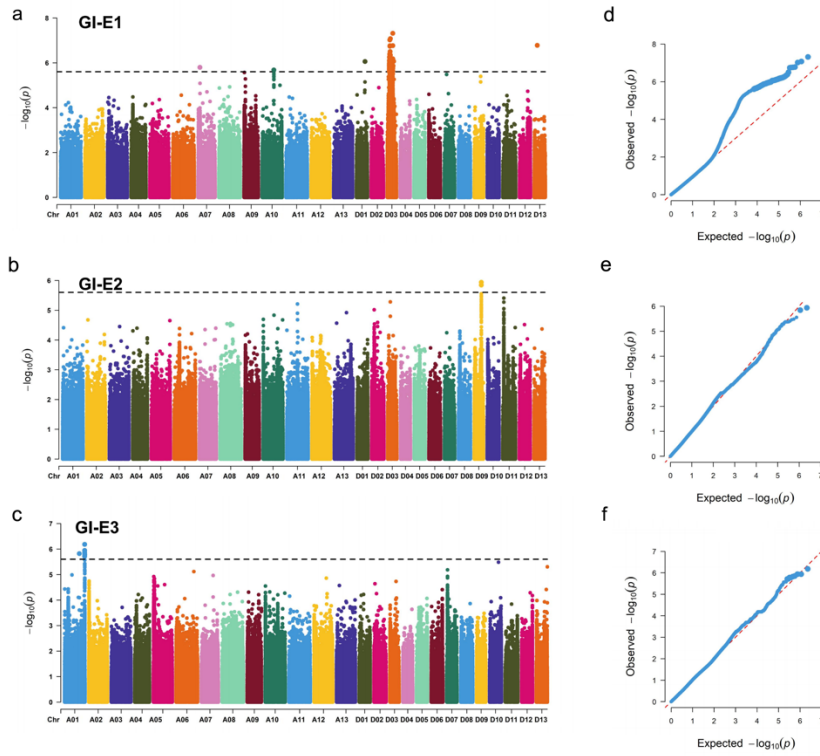 a
GI-E1
8
6
4
2
0
−log10(p)
Chr A01 A02 A03 A04 A05 A06 A07 A08 A09 A10 A11 A12 A13 D01 D02 D03 D04 D05 D06 D07 D08 D11 D12 D13
d
8
6
4
2
0
Observed −log10(p)
0 1 2 3 4 5 6 7
Expected −log10(p)
b
GI-E2
6
5
4
3
2
1
0
−log10(p)
Chr A01 A02 A03 A04 A05 A06 A07 A08 A09 A10 A11 A12 A13 D01 D02 D03 D04 D05 D06 D07 D08 D09 D10 D11 D12 D13
e
6
5
4
3
2
1
0
Observed −log10(p)
0 1 2 3 4 5 6 7
Expected −log10(p)
c
GI-E3
7
6
5
4
3
2
1
0
−log10(p)
Chr A01 A02 A03 A04 A05 A06 A07 A08 A09 A10 A11 A12 A13 D01 D02 D03 D04 D05 D06 D07 D08 D09 D10 D11 D12 D13
f
7
6
5
4
3
2
1
0
Observed −log10(p)
0 1 2 3 4 5 6 7
Expected −log10(p)